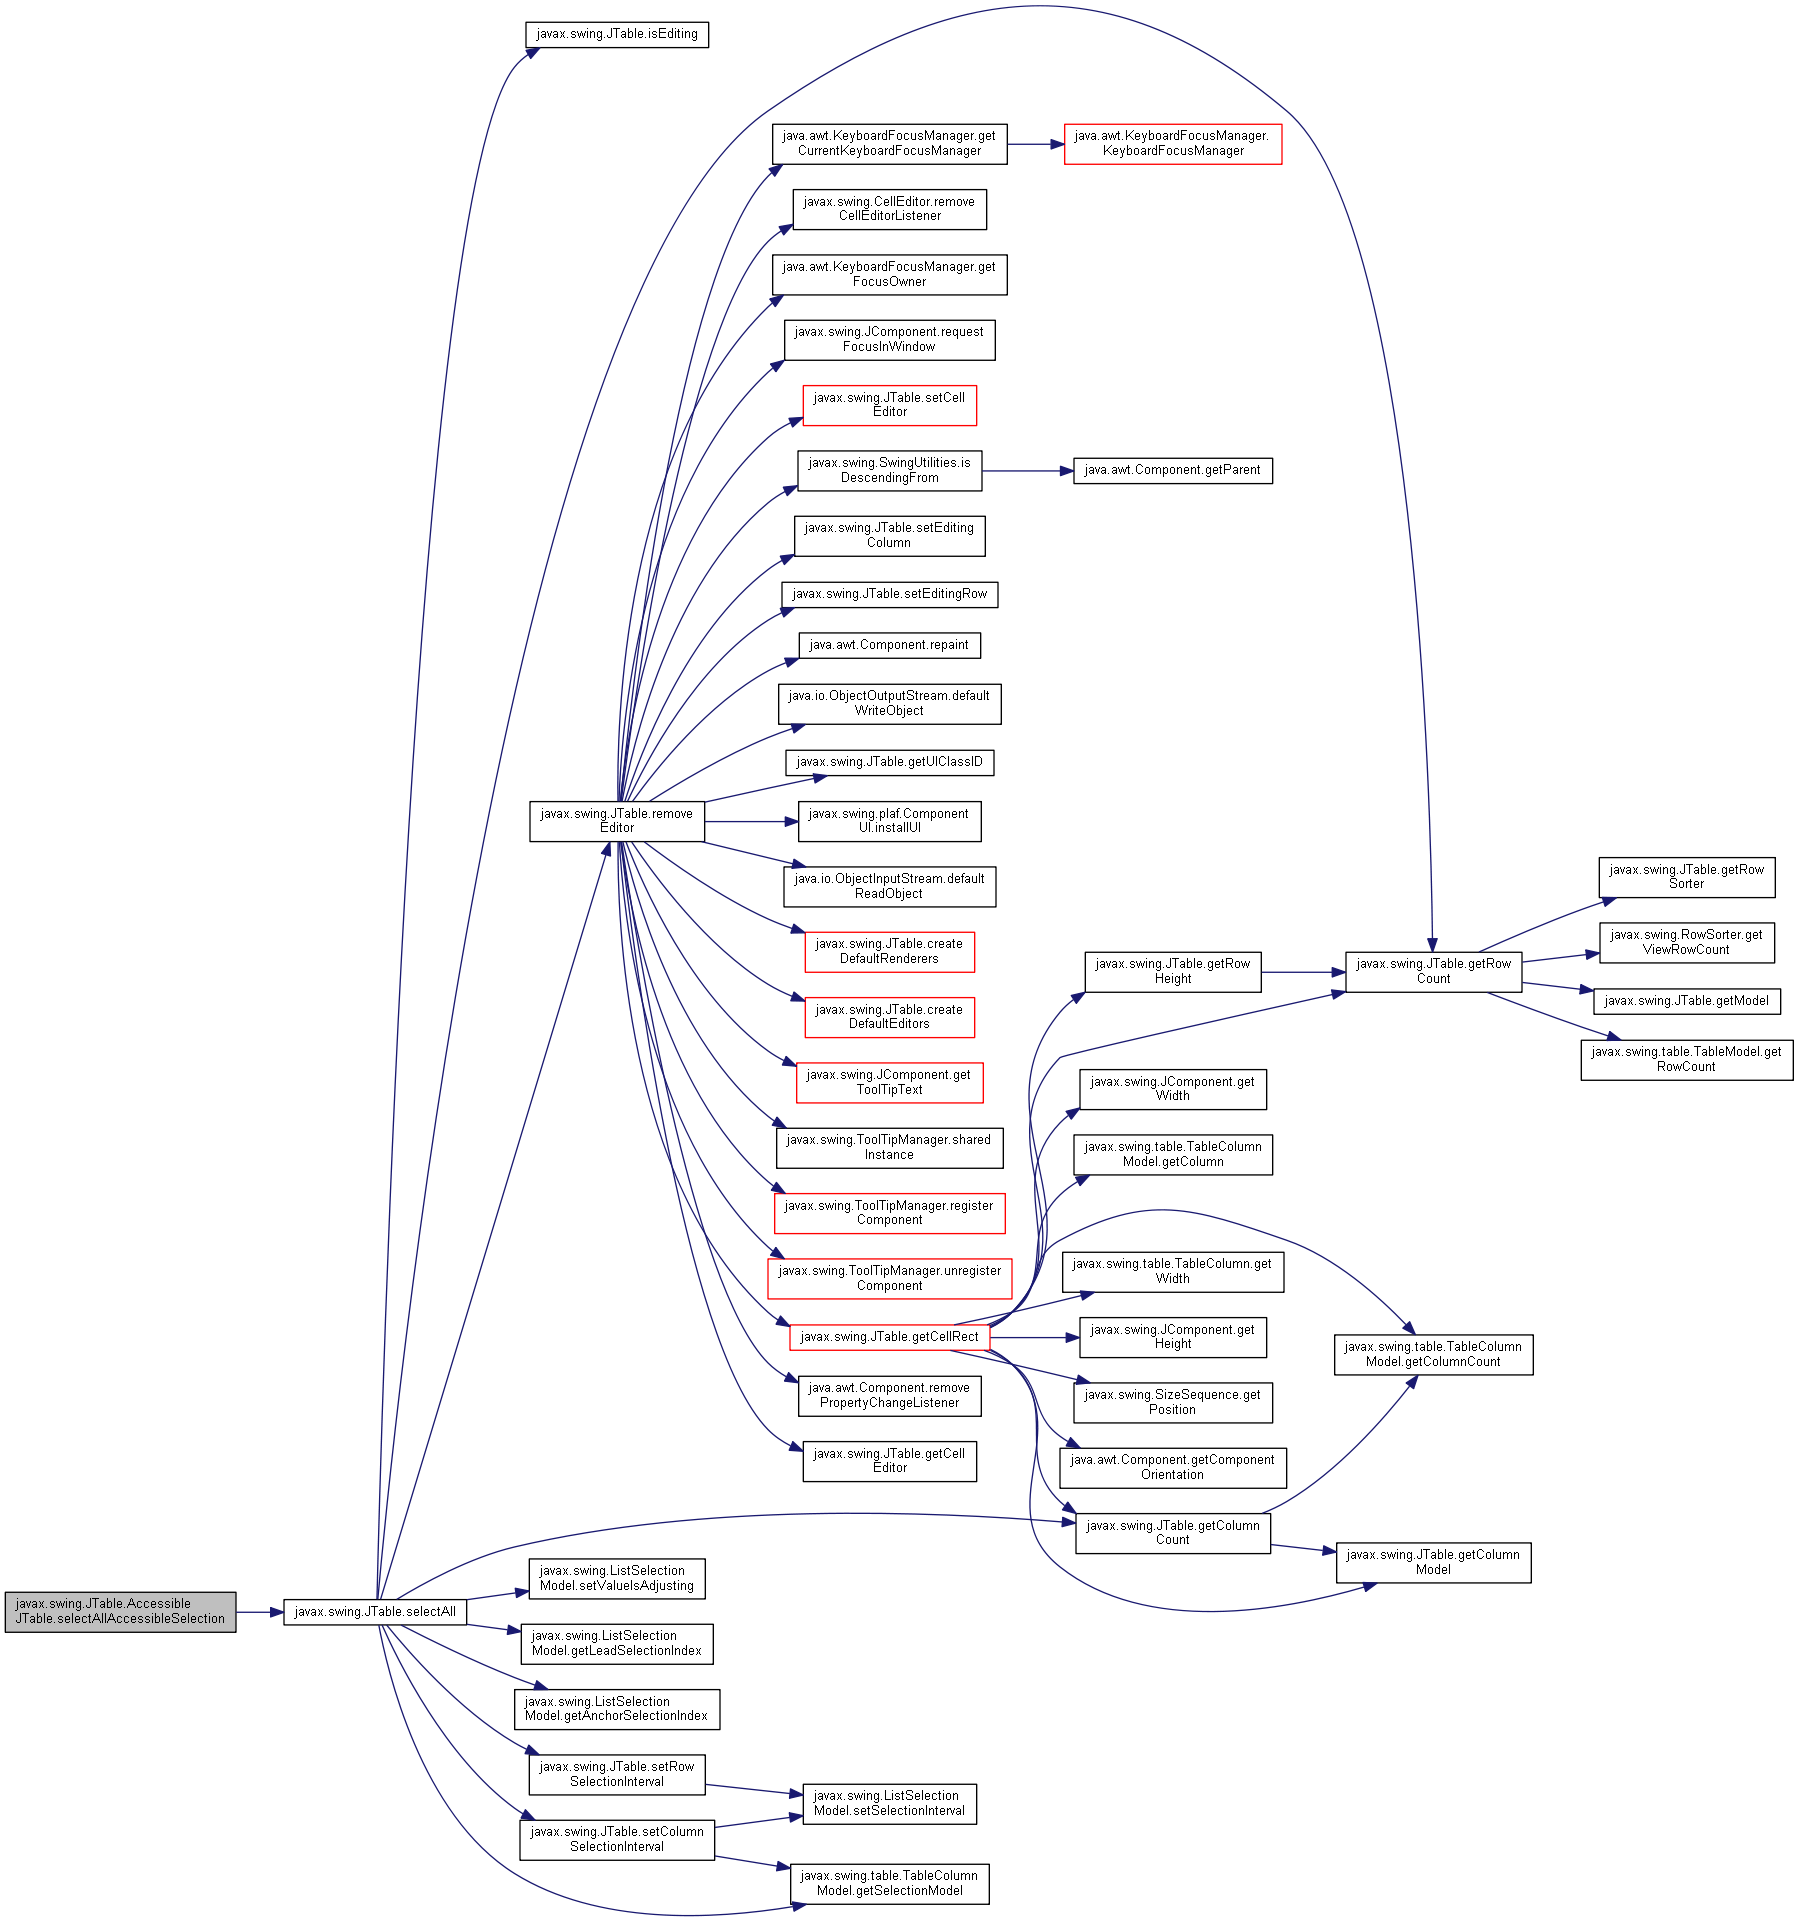 javax.swing.JTable.isEditing
java.awt.KeyboardFocusManager.get
CurrentKeyboardFocusManager
java.awt.KeyboardFocusManager.
KeyboardFocusManager
javax.swing.CellEditor.remove
CellEditorListener
java.awt.KeyboardFocusManager.get
FocusOwner
javax.swing.JComponent.request
FocusInWindow
javax.swing.JTable.setCell
Editor
javax.swing.SwingUtilities.is
DescendingFrom
java.awt.Component.getParent
javax.swing.JTable.setEditing
Column
javax.swing.JTable.setEditingRow
java.awt.Component.repaint
java.io.ObjectOutputStream.default
WriteObject
javax.swing.JTable.getUIClassID
javax.swing.JTable.remove
Editor
javax.swing.plaf.Component
UI.installUI
java.io.ObjectInputStream.default
ReadObject
javax.swing.JTable.getRow
Sorter
javax.swing.JTable.create
DefaultRenderers
javax.swing.RowSorter.get
ViewRowCount
javax.swing.JTable.getRow
Height
javax.swing.JTable.getRow
Count
javax.swing.JTable.getModel
javax.swing.JTable.create
DefaultEditors
javax.swing.table.TableModel.get
RowCount
javax.swing.JComponent.get
ToolTipText
javax.swing.JComponent.get
Width
javax.swing.ToolTipManager.shared
Instance
javax.swing.table.TableColumn
Model.getColumn
javax.swing.ToolTipManager.register
Component
javax.swing.ToolTipManager.unregister
Component
javax.swing.table.TableColumn.get
Width
javax.swing.JTable.getCellRect
javax.swing.JComponent.get
Height
javax.swing.table.TableColumn
Model.getColumnCount
java.awt.Component.remove
PropertyChangeListener
javax.swing.SizeSequence.get
Position
javax.swing.JTable.getCell
Editor
java.awt.Component.getComponent
Orientation
javax.swing.JTable.getColumn
Count
javax.swing.JTable.getColumn
Model
javax.swing.ListSelection
Model.setValueIsAdjusting
javax.swing.JTable.Accessible
JTable.selectAllAccessibleSelection
javax.swing.JTable.selectAll
javax.swing.ListSelection
Model.getLeadSelectionIndex
javax.swing.ListSelection
Model.getAnchorSelectionIndex
javax.swing.JTable.setRow
SelectionInterval
javax.swing.ListSelection
Model.setSelectionInterval
javax.swing.JTable.setColumn
SelectionInterval
javax.swing.table.TableColumn
Model.getSelectionModel